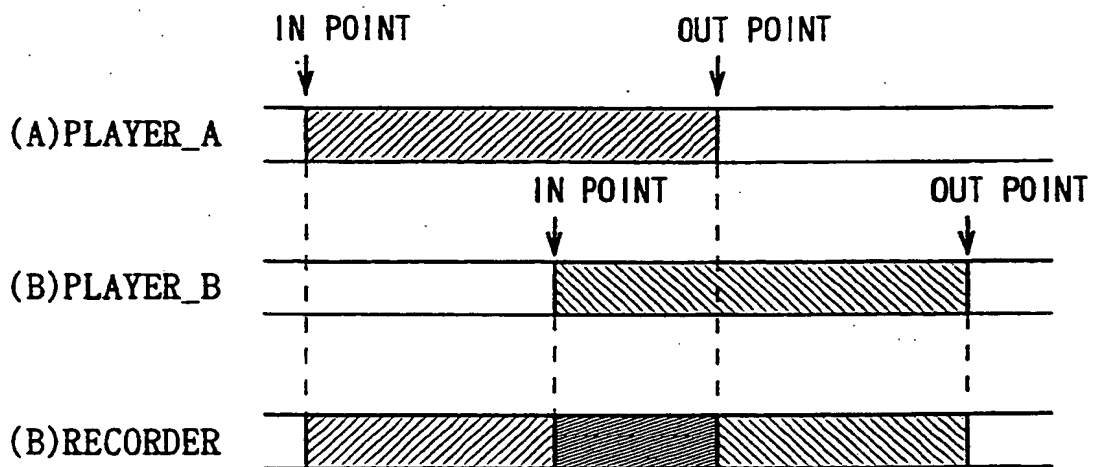 IN POINT OUT POINT
(A)PLAYER_A
IN POINT OUT POINT
(B)PLAYER_B
(B)RECORDER